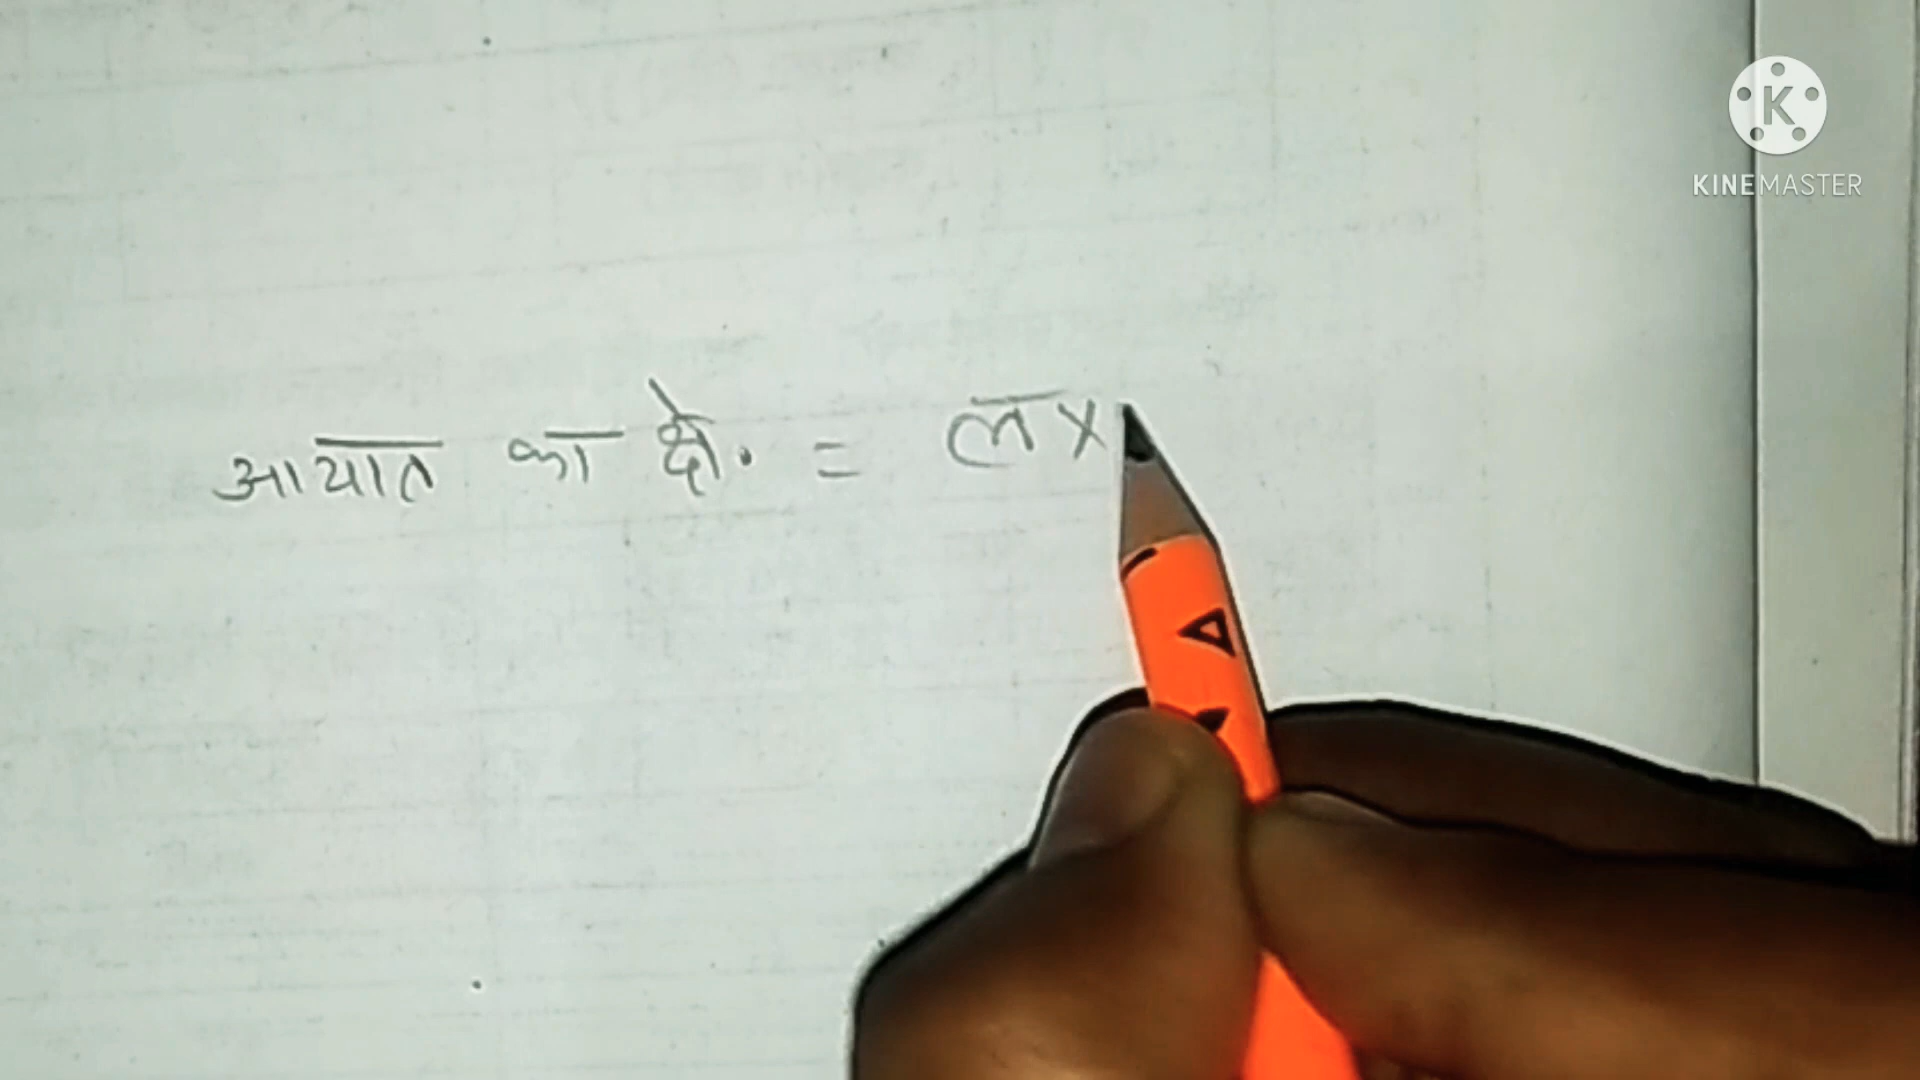 KINEMASTER
आयात का क्षे. = ल×